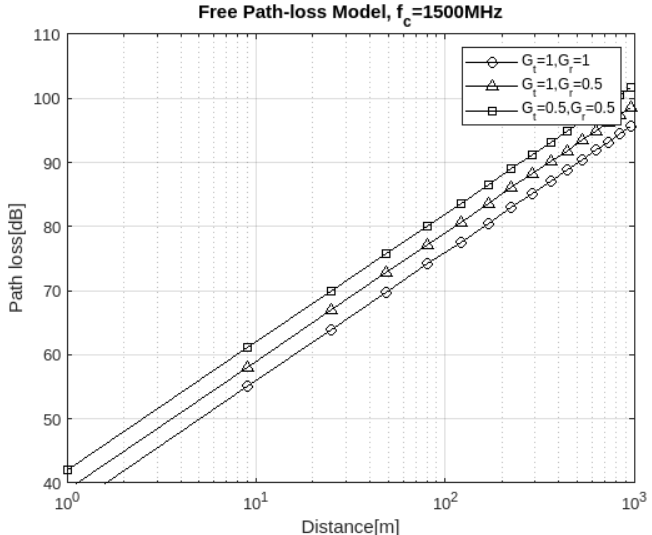 Free Path-loss Model, f_c=1500MHz
110
100
90
80
70
60
50
40
Path loss[dB]
G_t=1,G_r=1
G_t=1,G_r=0.5
G_t=0.5,G_r=0.5
10^0
10^1
10^2
10^3
Distance[m]